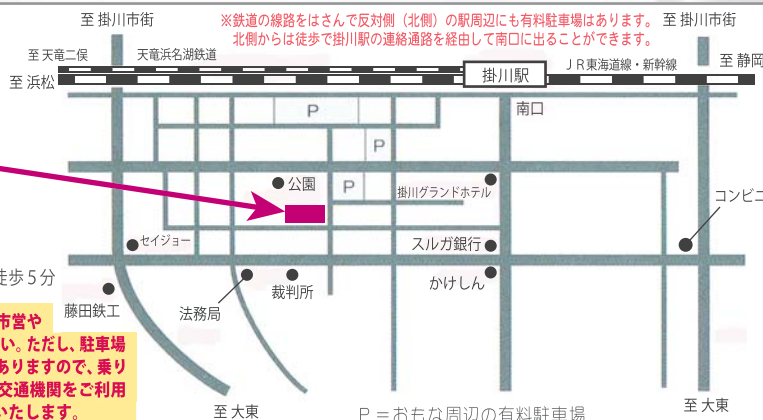 至 掛川市街
※鉄道の線路をはさんで反対側（北側）の駅周辺にも有料駐車場はあります。
北側からは徒歩で掛川駅の連絡通路を経由して南口に出ることができます。
至 掛川市街
至 天竜二俣
天竜浜名湖鉄道
至 浜松
掛川駅
ＪＲ東海道線・新幹線
至 静岡
南口
P
P
公園
P
掛川グランドホテル
コンビニ
セイジョー
スルガ銀行
徒歩５分
藤田鉄工
法務局
裁判所
かけしん
市営や
い。ただし、駐車場
ありますので、乗り
交通機関をご利用
いたします。
至 大東
P＝おもな周辺の有料駐車場
至 大東